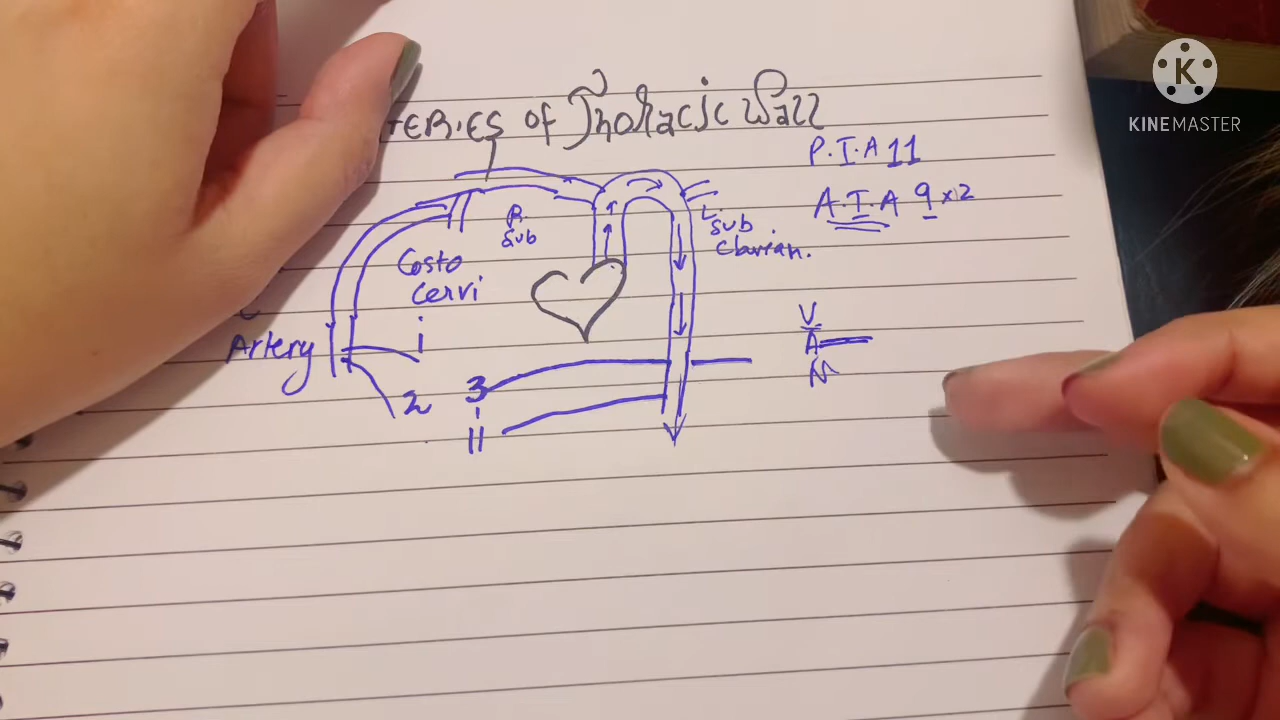 TERIES of Thoracic Wall
P.I.A 11
A.I.A 9 x2
R
Sub
L.
Sub
Clavian.
Costo
Cervi
Artery
1
2
3
11
V
A
N
K
KINEMASTER